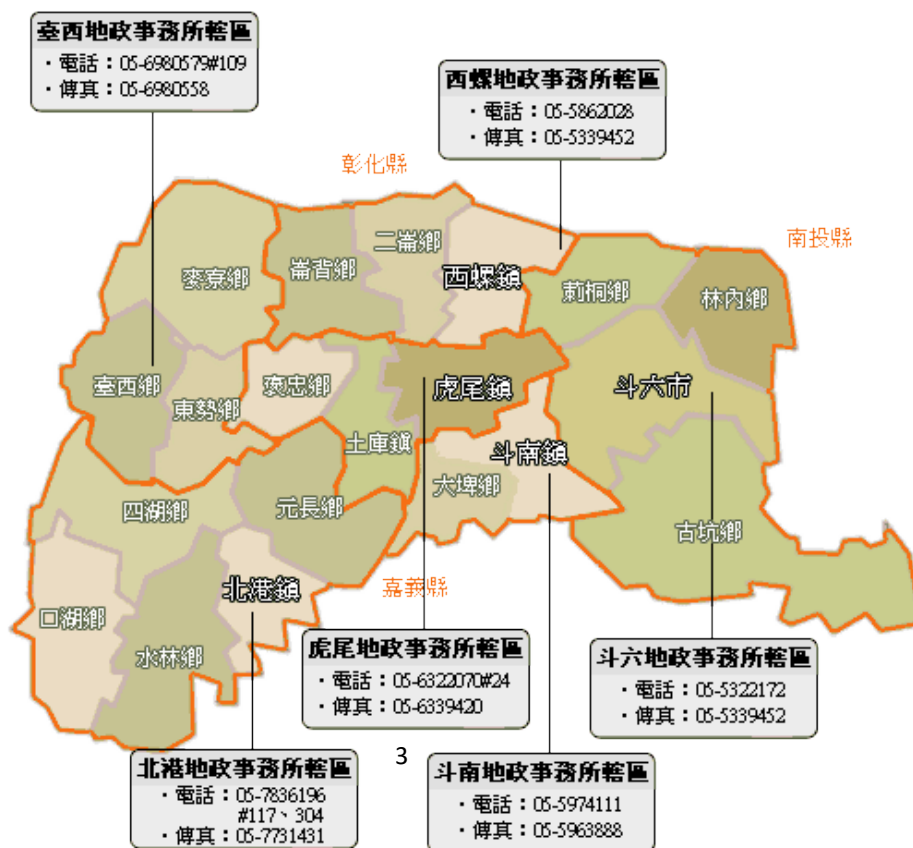 臺西地政事務所轄區
・電話：05-6980579#109
・傳真：05-6980558
西螺地政事務所轄區
・電話：05-5862028
・傳真：05-5339452
彰化縣
南投縣
二崙鄉
崙背鄉
麥寮鄉
西螺鎮
莿桐鄉
林內鄉
臺西鄉
東勢鄉
褒忠鄉
虎尾鎮
斗六市
土庫鎮
斗南鎮
大埤鄉
四湖鄉
元長鄉
古坑鄉
嘉義縣
北港鎮
口湖鄉
水林鄉
虎尾地政事務所轄區
・電話：05-6322070#24
・傳真：05-6339420
斗六地政事務所轄區
・電話：05-5322172
・傳真：05-5339452
3
北港地政事務所轄區
・電話：05-7836196
#117、304
・傳真：05-7731431
斗南地政事務所轄區
・電話：05-5974111
・傳真：05-5963888